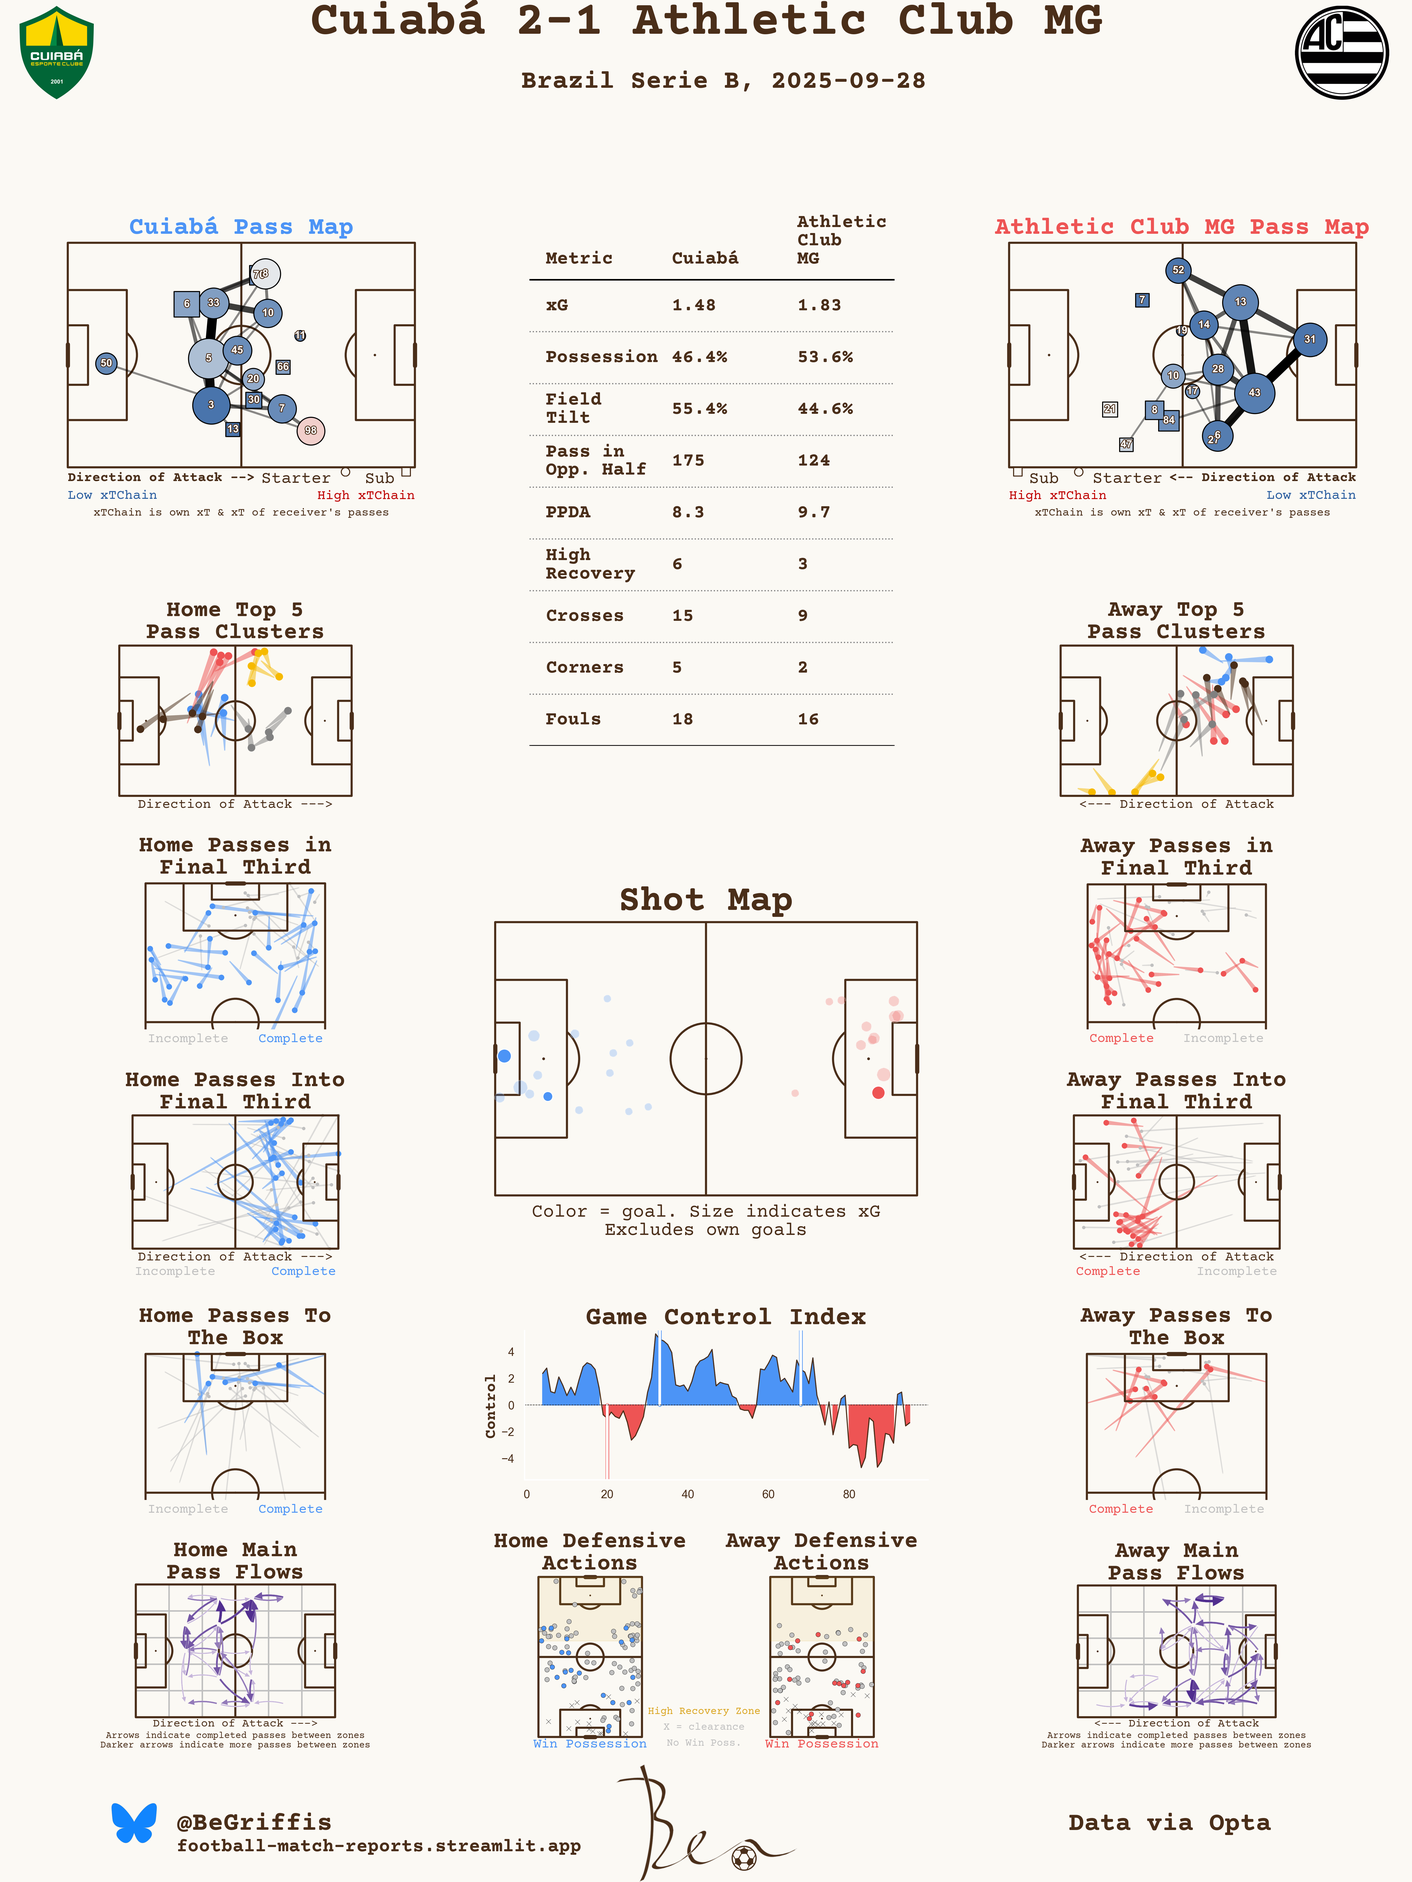 Cuiabá 2-1 Athletic Club MG
Brazil Serie B, 2025-09-28
CUIABÁ
ESPORTE CLUBE
2001
AC
Cuiabá Pass Map
50
6
33
8
10
11
5
45
66
20
30
3
7
13
98
Direction of Attack --> Starter Sub
Low xTChain High xTChain
xTChain is own xT & xT of receiver's passes
Metric Cuiabá Athletic Club MG
xG 1.48 1.83
Possession 46.4% 53.6%
Field Tilt 55.4% 44.6%
Pass in Opp. Half 175 124
PPDA 8.3 9.7
High Recovery 6 3
Crosses 15 9
Corners 5 2
Fouls 18 16
Athletic Club MG Pass Map
52
7
13
14
19
31
10
28
17
43
21
8
84
47
6
Sub Starter <-- Direction of Attack
High xTChain Low xTChain
xTChain is own xT & xT of receiver's passes
Home Top 5
Pass Clusters
Direction of Attack --->
Away Top 5
Pass Clusters
<--- Direction of Attack
Home Passes in
Final Third
Incomplete Complete
Away Passes in
Final Third
Complete Incomplete
Shot Map
Color = goal. Size indicates xG
Excludes own goals
Home Passes Into
Final Third
Direction of Attack --->
Incomplete Complete
Away Passes Into
Final Third
<--- Direction of Attack
Complete Incomplete
Home Passes To
The Box
Incomplete Complete
Game Control Index
Control
4
2
0
−2
−4
0 20 40 60 80
Away Passes To
The Box
Complete Incomplete
Home Main
Pass Flows
Direction of Attack --->
Arrows indicate completed passes between zones
Darker arrows indicate more passes between zones
Home Defensive
Actions
Win Possession
High Recovery Zone
X = clearance
No Win Poss.
Away Defensive
Actions
Win Possession
Away Main
Pass Flows
<--- Direction of Attack
Arrows indicate completed passes between zones
Darker arrows indicate more passes between zones
@BeGriffis
football-match-reports.streamlit.app
Ben
Data via Opta